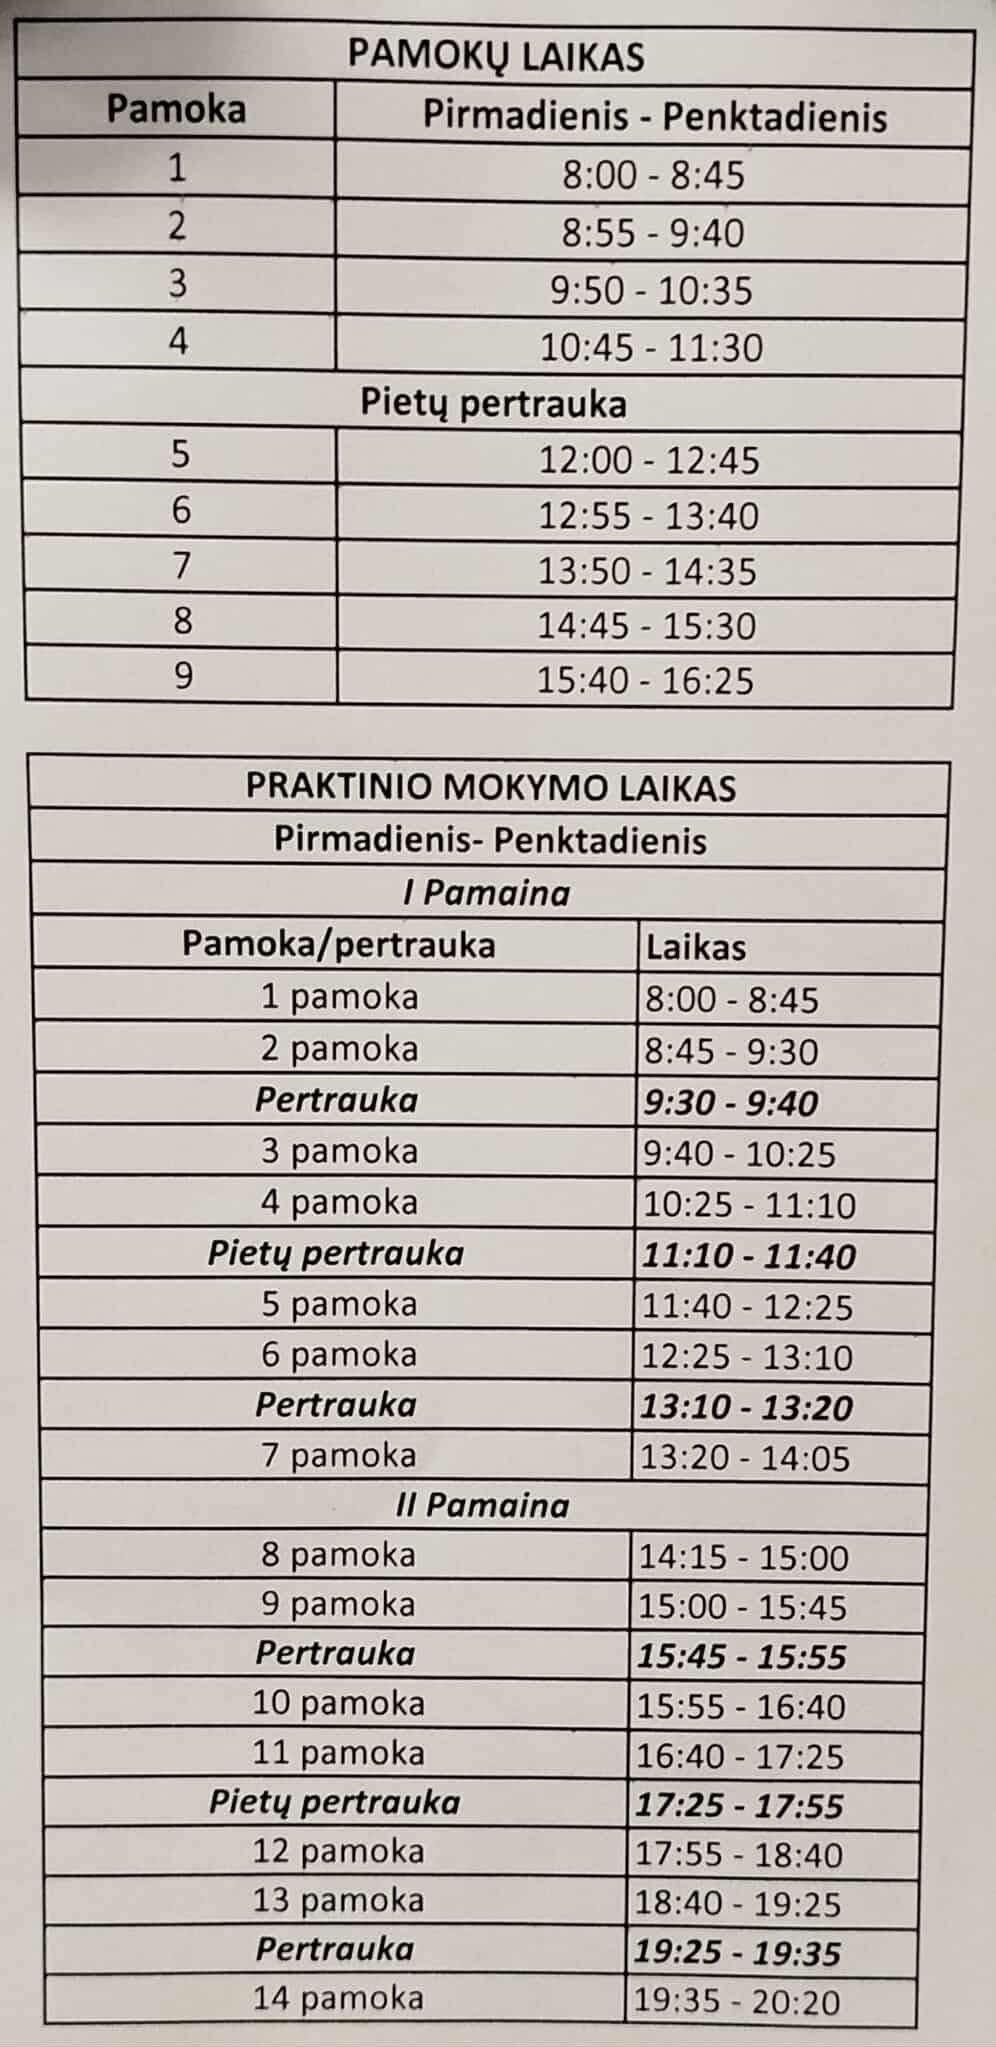 PAMOKŲ LAIKAS
Pamoka Pirmadienis - Penktadienis
1 8:00 - 8:45
2 8:55 - 9:40
3 9:50 - 10:35
4 10:45 - 11:30
Pietų pertrauka
5 12:00 - 12:45
6 12:55 - 13:40
7 13:50 - 14:35
8 14:45 - 15:30
9 15:40 - 16:25
PRAKTINIO MOKYMO LAIKAS
Pirmadienis- Penktadienis
I Pamaina
Pamoka/pertrauka Laikas
1 pamoka 8:00 - 8:45
2 pamoka 8:45 - 9:30
Pertrauka 9:30 - 9:40
3 pamoka 9:40 - 10:25
4 pamoka 10:25 - 11:10
Pietų pertrauka 11:10 - 11:40
5 pamoka 11:40 - 12:25
6 pamoka 12:25 - 13:10
Pertrauka 13:10 - 13:20
7 pamoka 13:20 - 14:05
II Pamaina
8 pamoka 14:15 - 15:00
9 pamoka 15:00 - 15:45
Pertrauka 15:45 - 15:55
10 pamoka 15:55 - 16:40
11 pamoka 16:40 - 17:25
Pietų pertrauka 17:25 - 17:55
12 pamoka 17:55 - 18:40
13 pamoka 18:40 - 19:25
Pertrauka 19:25 - 19:35
14 pamoka 19:35 - 20:20